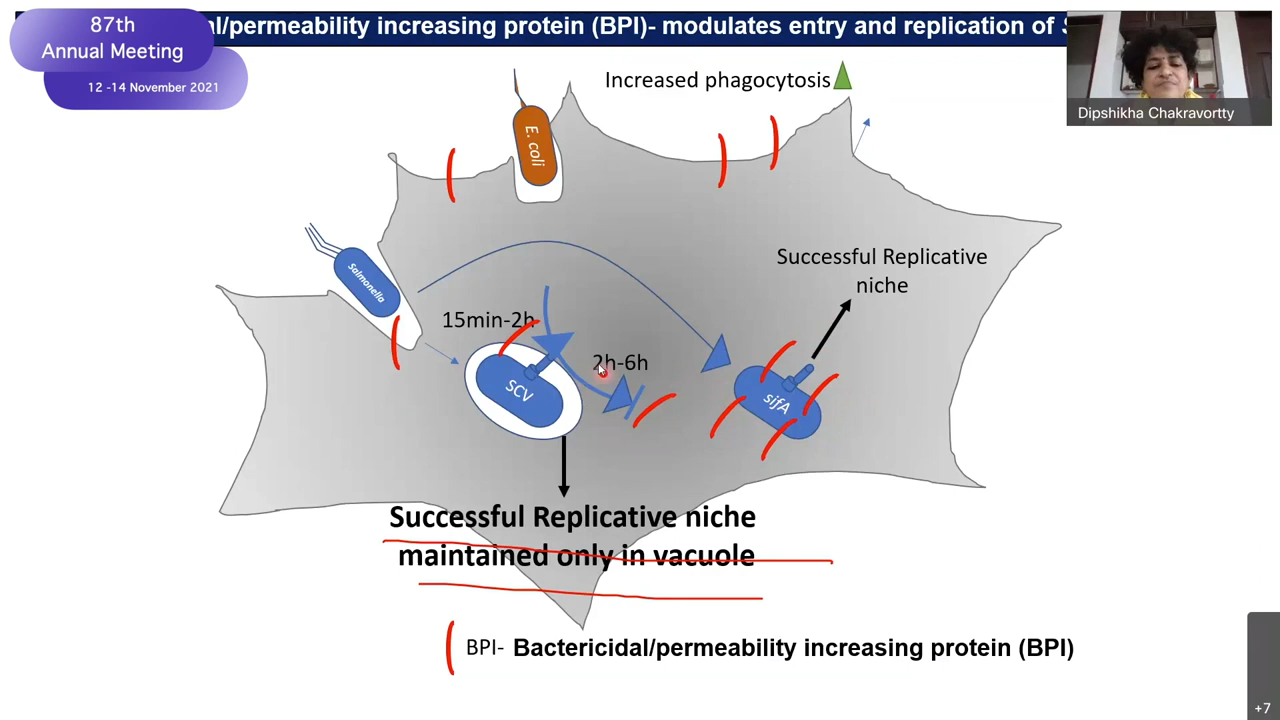 87th
Annual Meeting
12 -14 November 2021
l/permeability increasing protein (BPI)- modulates entry and replication of S
Dipshikha Chakravortty
Increased phagocytosis
E. coli
Salmonella
Successful Replicative
niche
15min-2h
2h-6h
SCV
sifA
Successful Replicative niche
maintained only in vacuole
BPI- Bactericidal/permeability increasing protein (BPI)
+7